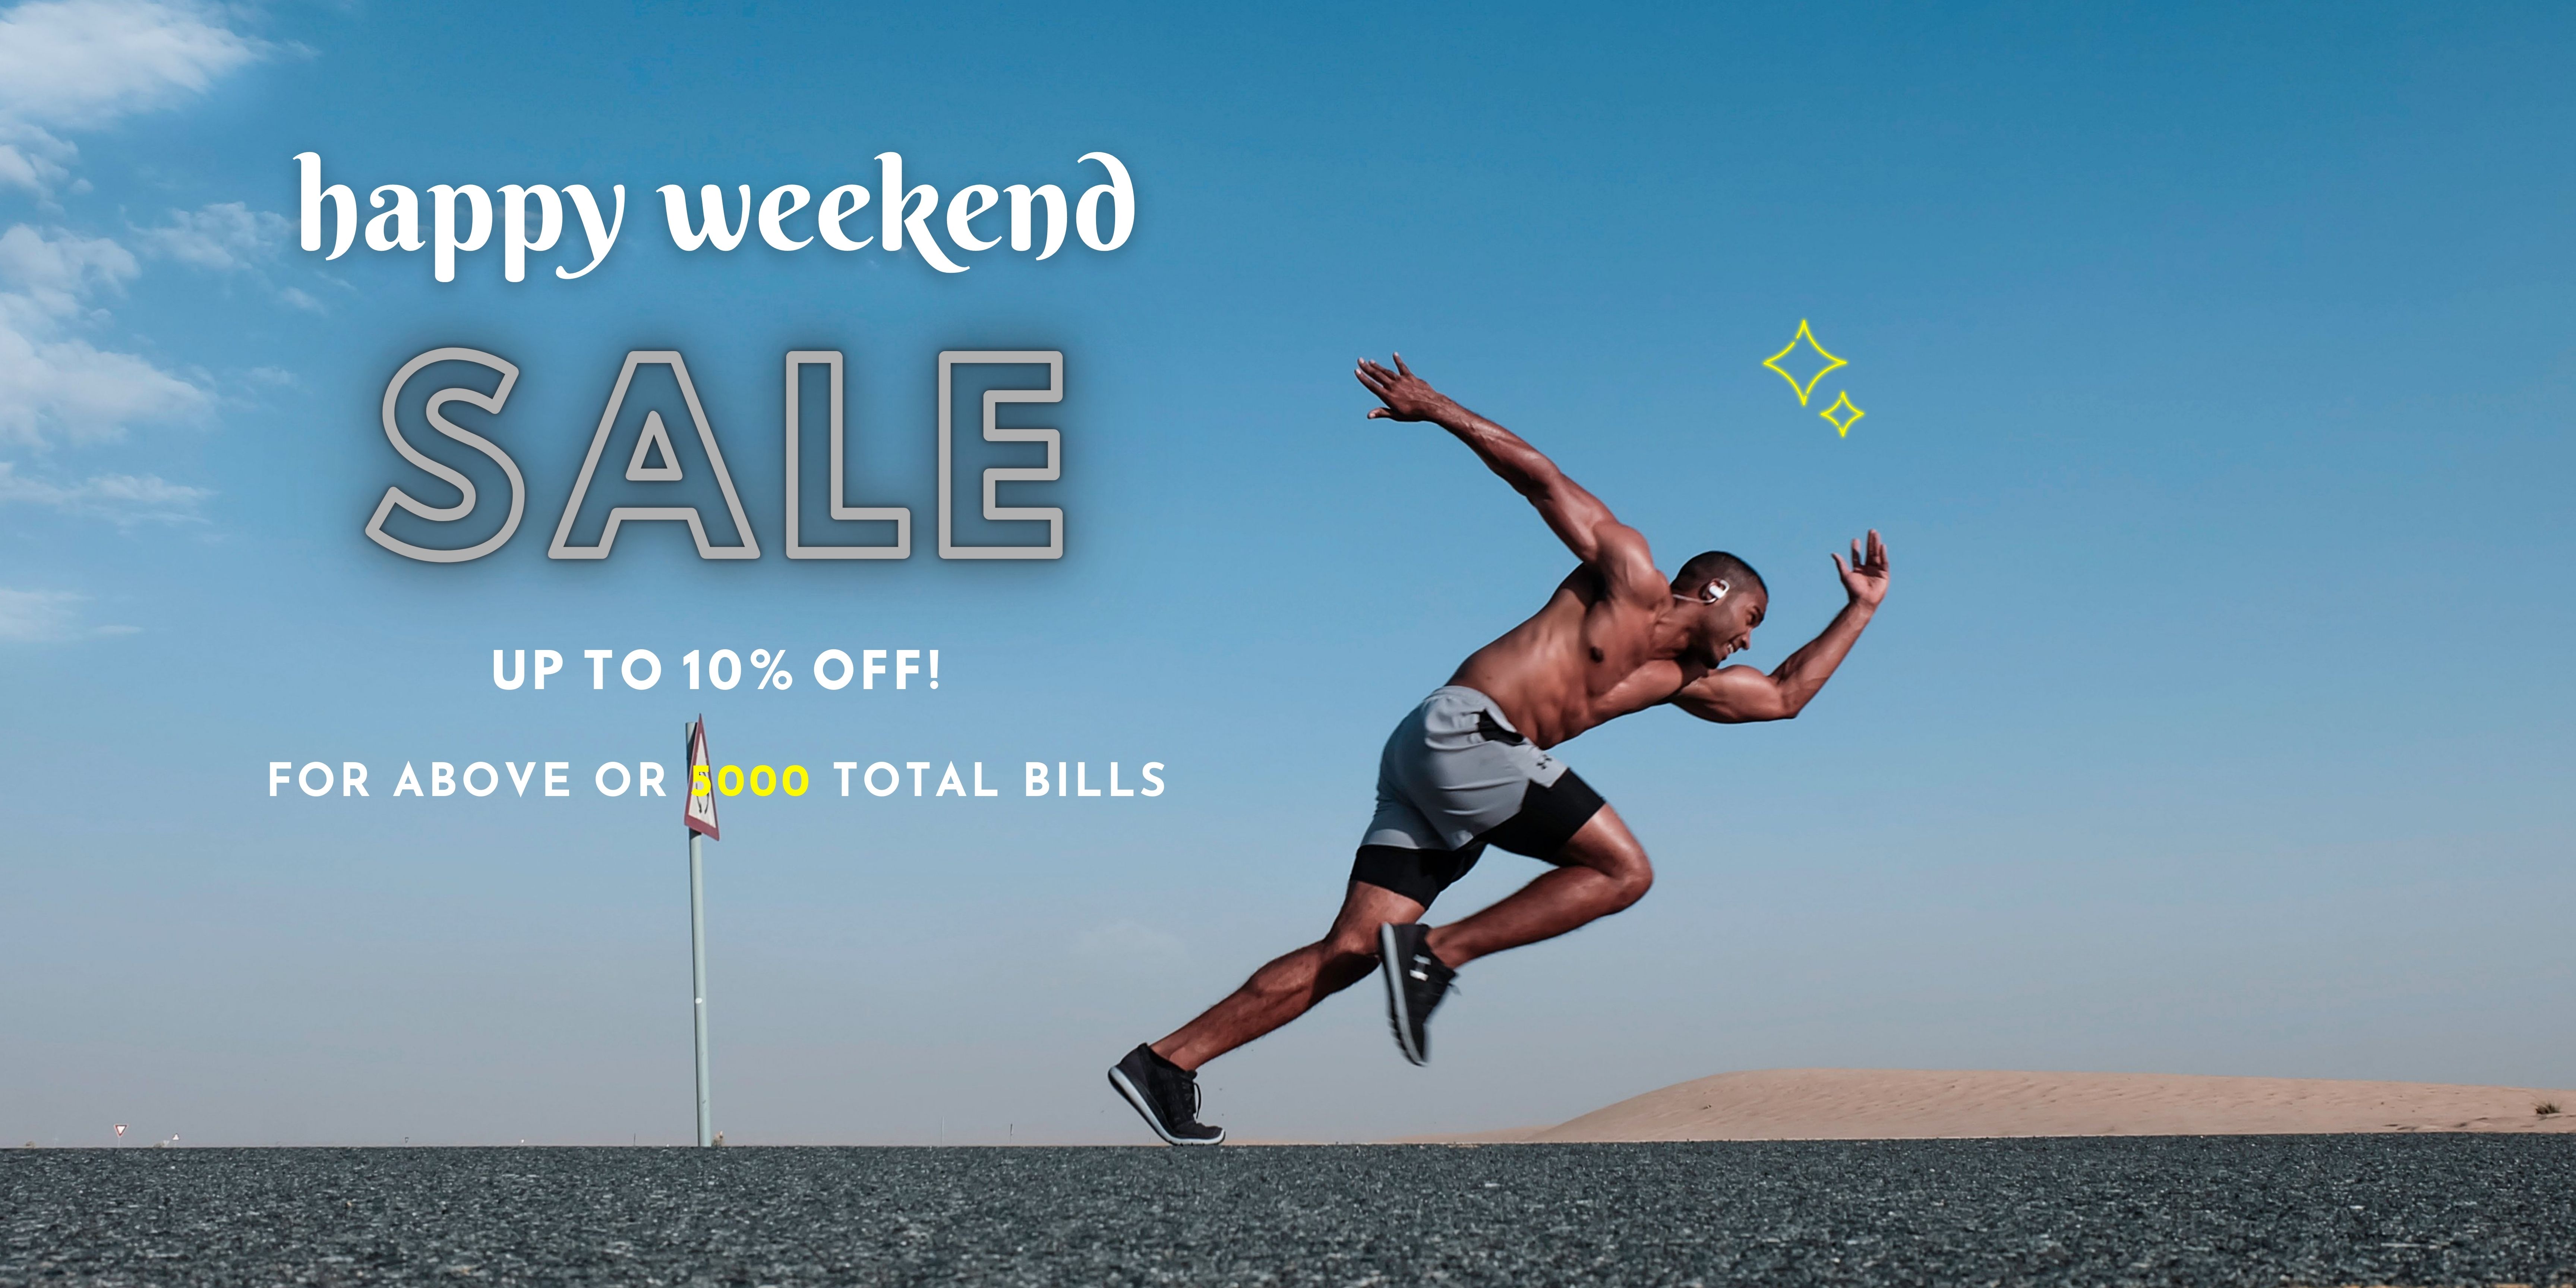 happy weekend
SALE
UP TO 10% OFF!
FOR ABOVE OR 5000 TOTAL BILLS